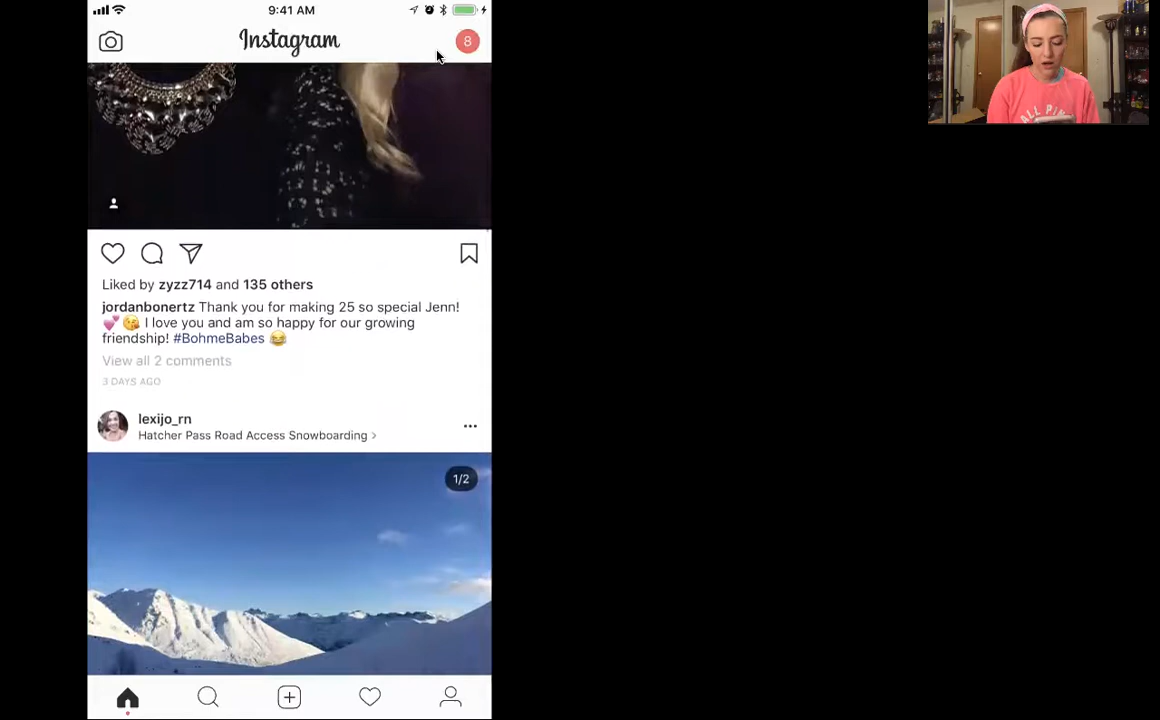 9:41 AM
Instagram
8
Liked by zyzz714 and 135 others
jordanbonertz Thank you for making 25 so special Jenn!
💕😘 I love you and am so happy for our growing
friendship! #BohmeBabes 😂
View all 2 comments
3 DAYS AGO
lexijo_rn
Hatcher Pass Road Access Snowboarding >
1/2
ALL PIN